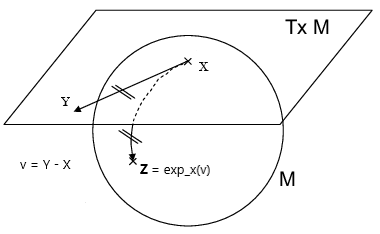 Tx M
X
Y
v = Y - X
Z = exp_x(v)
M